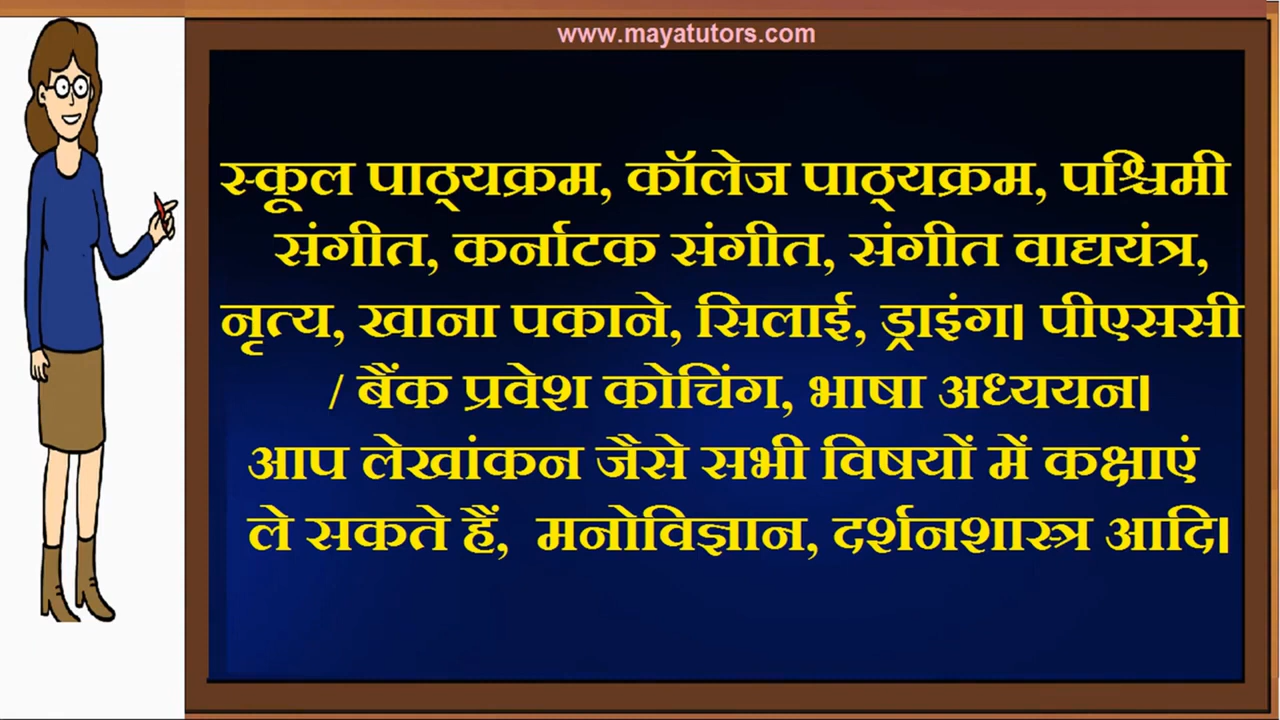 www.mayatutors.com
स्कूल पाठ्यक्रम, कॉलेज पाठ्यक्रम, पश्चिमी
संगीत, कर्नाटक संगीत, संगीत वाद्ययंत्र,
नृत्य, खाना पकाने, सिलाई, ड्राइंग। पीएससी
/ बैंक प्रवेश कोचिंग, भाषा अध्ययन।
आप लेखांकन जैसे सभी विषयों में कक्षाएं
ले सकते हैं, मनोविज्ञान, दर्शनशास्त्र आदि।